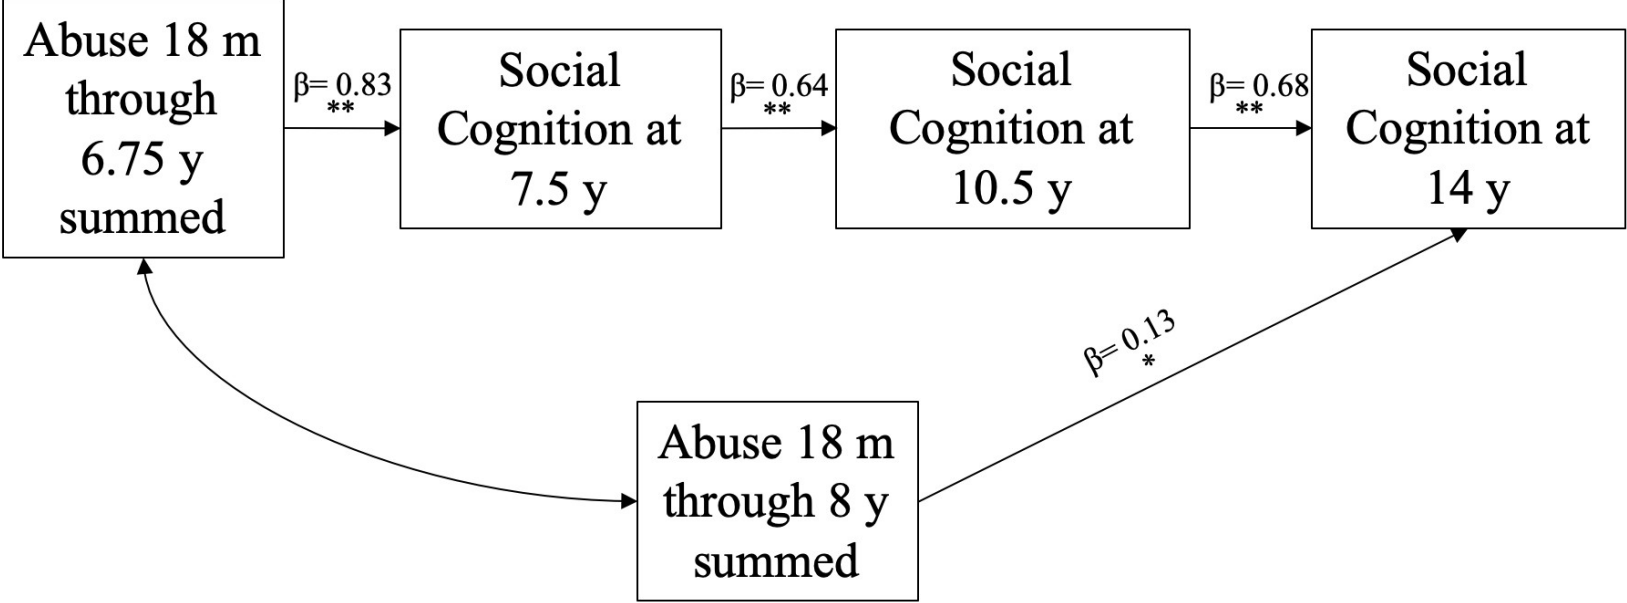 Abuse 18 m
through
6.75 y
summed
β= 0.83
**
Social
Cognition at
7.5 y
β= 0.64
**
Social
Cognition at
10.5 y
β= 0.68
**
Social
Cognition at
14 y
β= 0.13
*
Abuse 18 m
through 8 y
summed